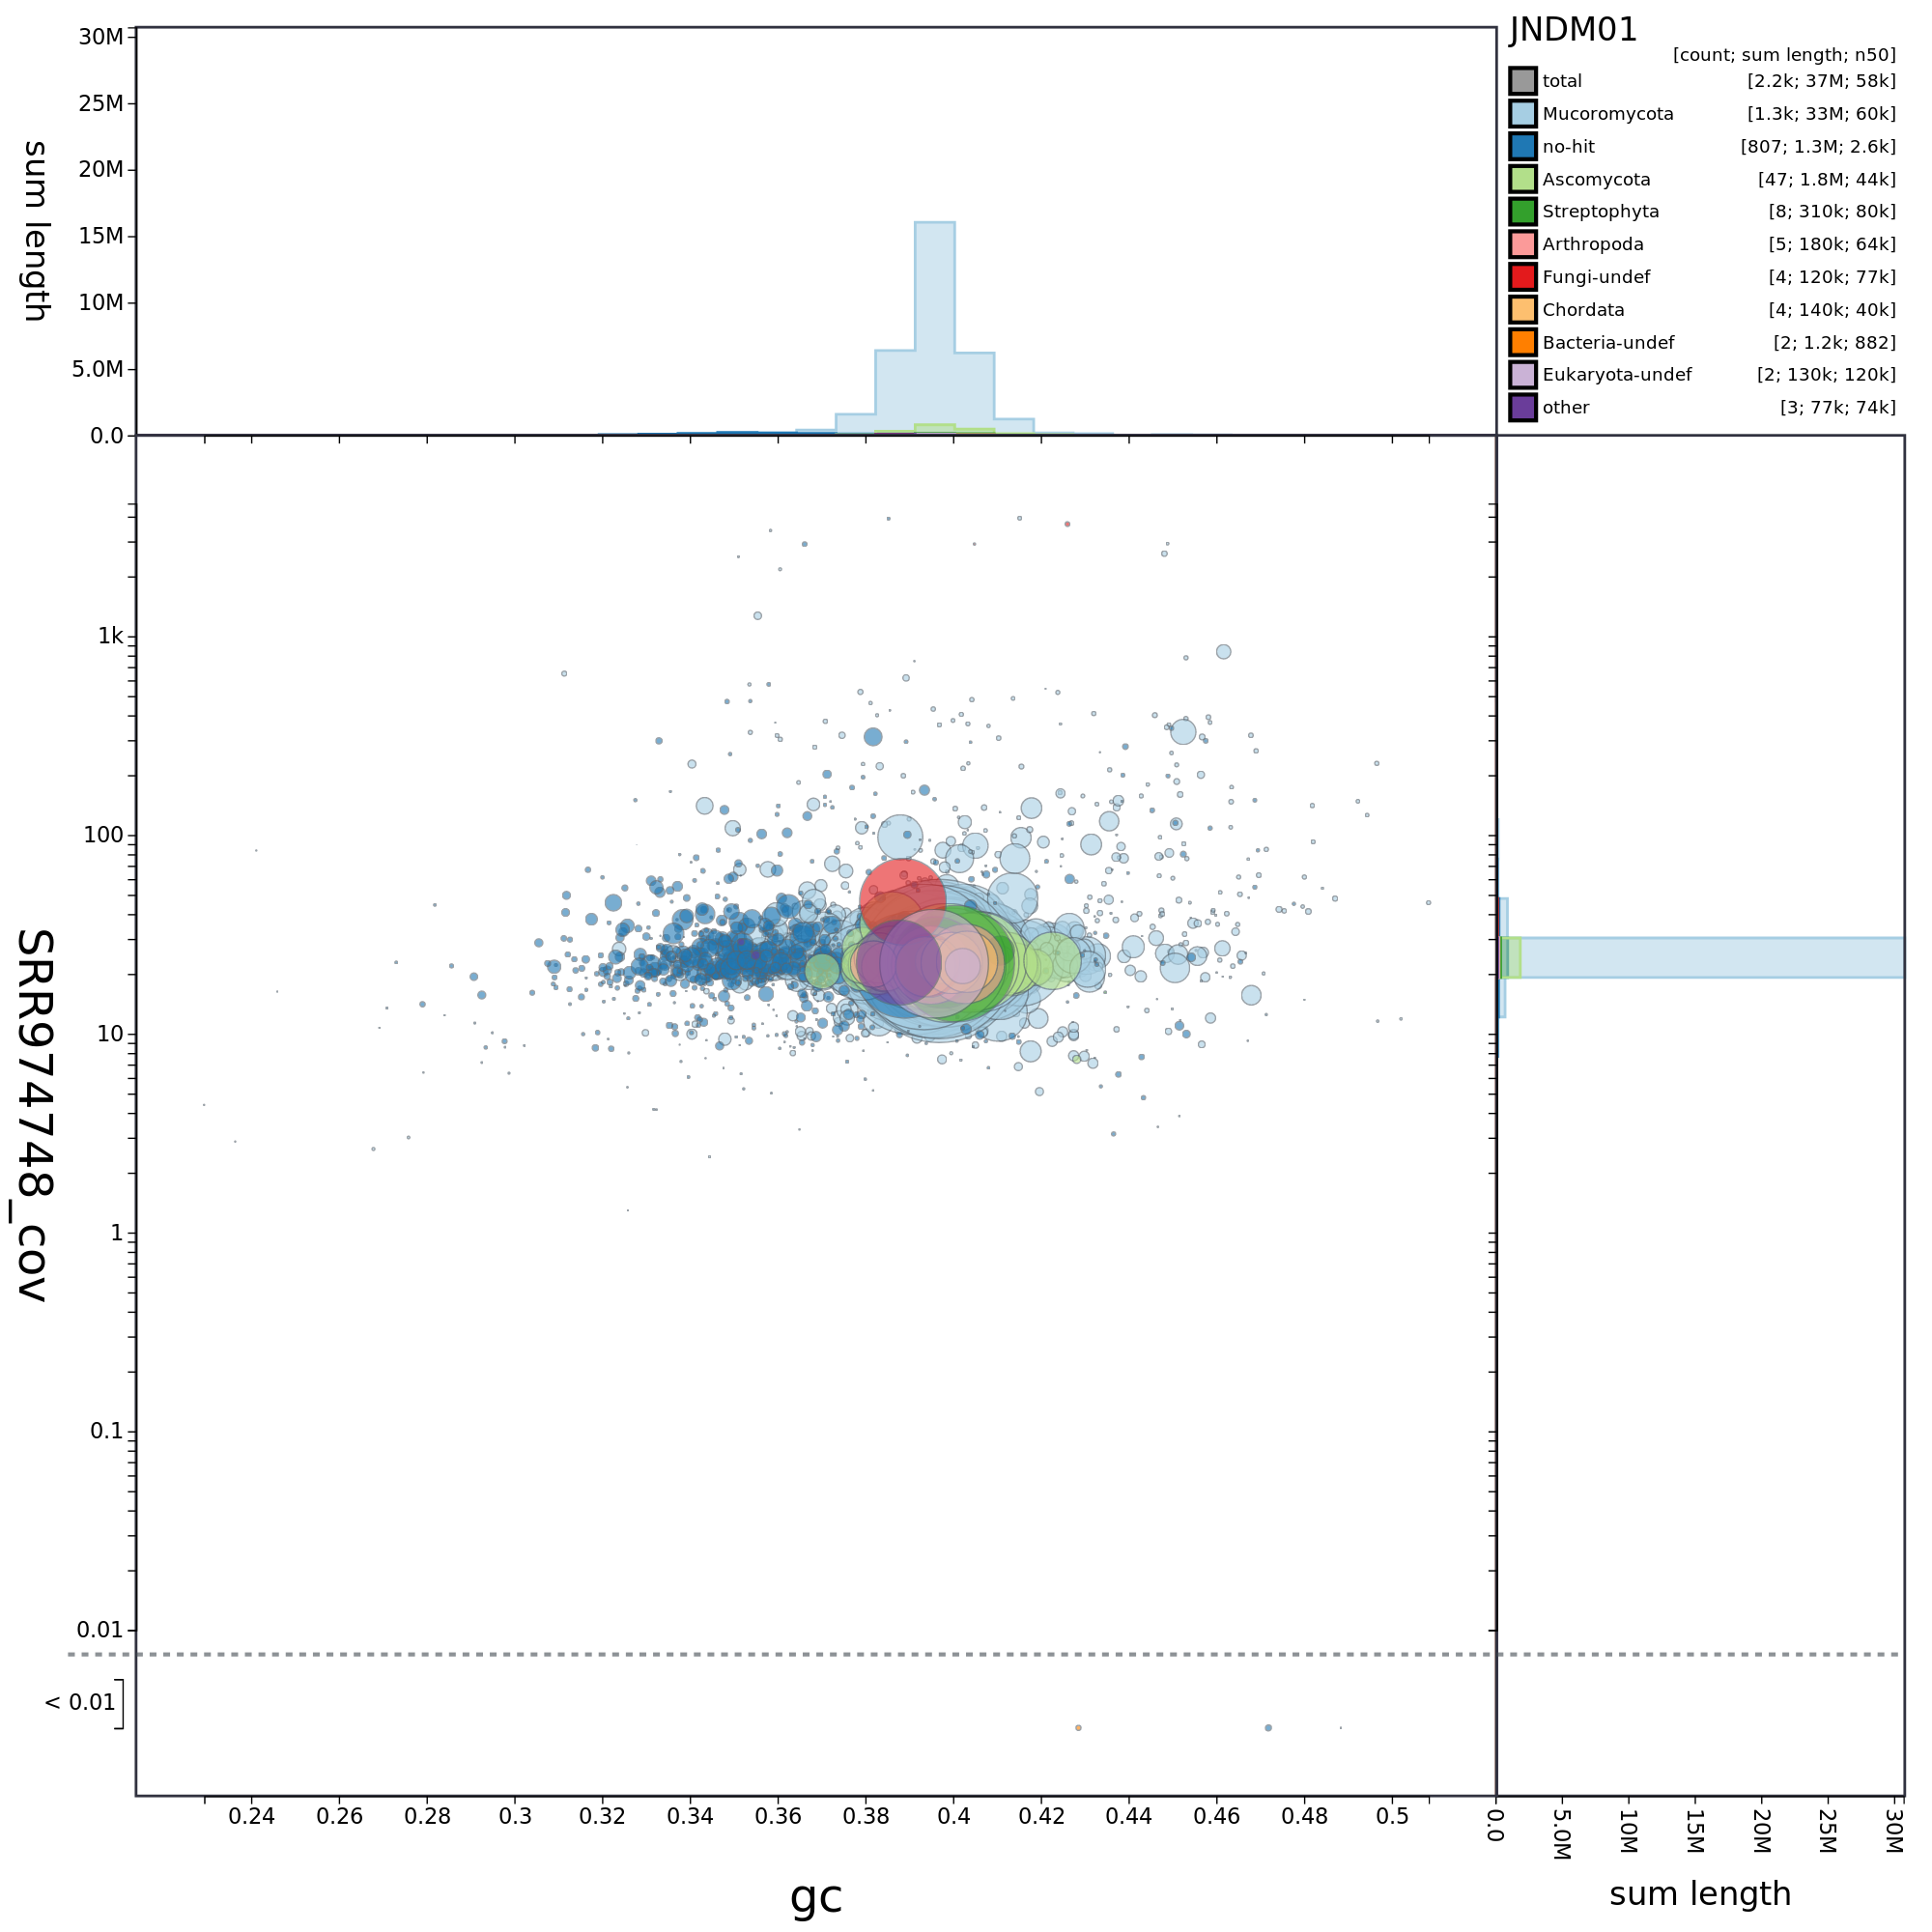 JNDM01
[count; sum length; n50]
total [2.2k; 37M; 58k]
Mucoromycota [1.3k; 33M; 60k]
no-hit [807; 1.3M; 2.6k]
Ascomycota [47; 1.8M; 44k]
Streptophyta [8; 310k; 80k]
Arthropoda [5; 180k; 64k]
Fungi-undef [4; 120k; 77k]
Chordata [4; 140k; 40k]
Bacteria-undef [2; 1.2k; 882]
Eukaryota-undef [2; 130k; 120k]
other [3; 77k; 74k]
sum length
30M
25M
20M
15M
10M
5.0M
0.0
SRR974748_cov
1k
100
10
1
0.1
0.01
< 0.01
0.24 0.26 0.28 0.3 0.32 0.34 0.36 0.38 0.4 0.42 0.44 0.46 0.48 0.5
gc
0.0 5.0M 10M 15M 20M 25M 30M
sum length